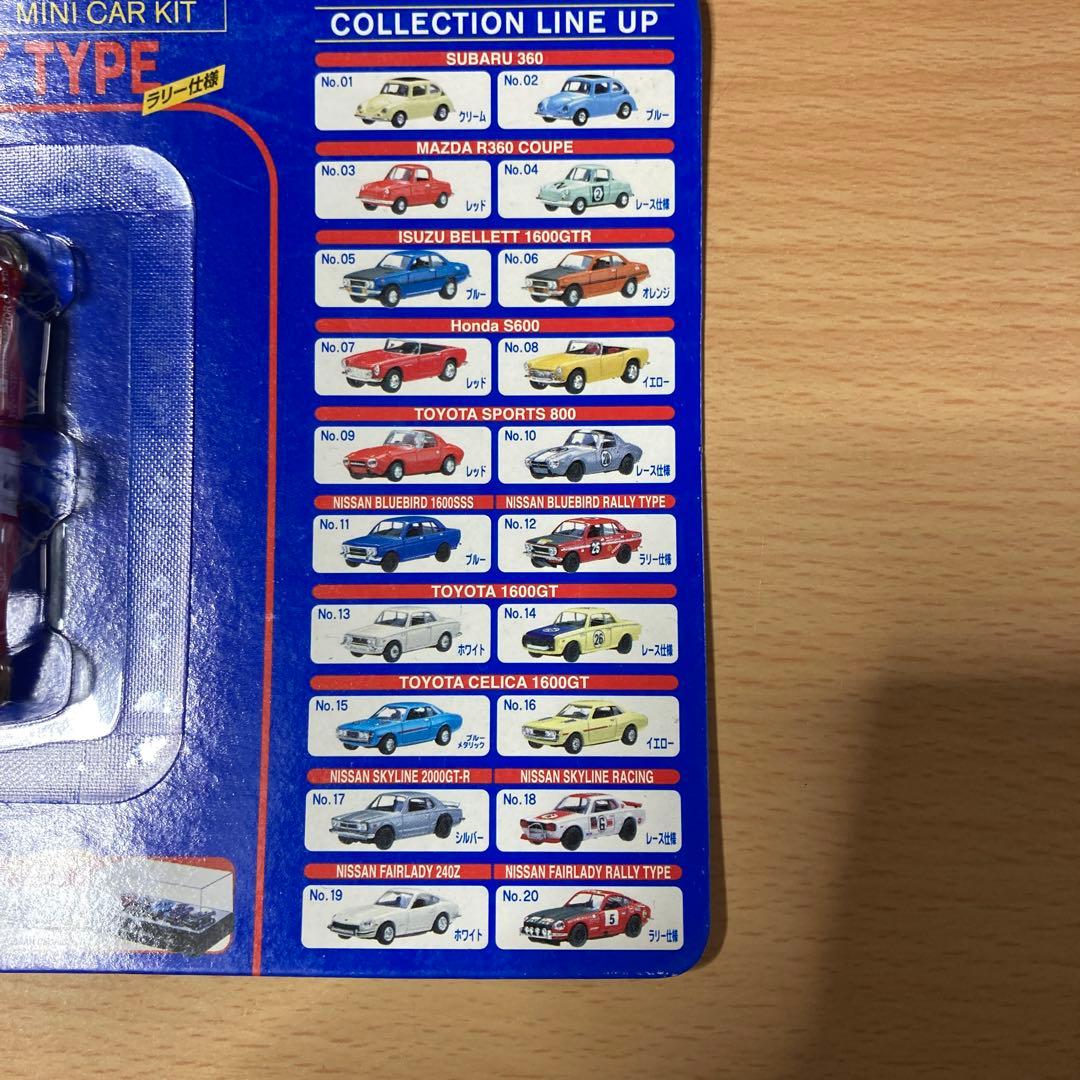 MINI CAR KIT
TYPE
ラリー仕様
COLLECTION LINE UP
SUBARU 360
No.01
クリーム
No.02
ブルー
MAZDA R360 COUPE
No.03
レッド
No.04
2
レース仕様
ISUZU BELLETT 1600GTR
No.05
ブルー
No.06
オレンジ
Honda S600
No.07
レッド
No.08
イエロー
TOYOTA SPORTS 800
No.09
レッド
No.10
レース仕様
NISSAN BLUEBIRD 1600SSS
No.11
ブルー
NISSAN BLUEBIRD RALLY TYPE
No.12
25
ラリー仕様
TOYOTA 1600GT
No.13
ホワイト
No.14
26
レース仕様
TOYOTA CELICA 1600GT
No.15
ブルー
メタリック
No.16
イエロー
NISSAN SKYLINE 2000GT-R
No.17
シルバー
NISSAN SKYLINE RACING
No.18
G
レース仕様
NISSAN FAIRLADY 240Z
No.19
ホワイト
NISSAN FAIRLADY RALLY TYPE
No.20
5
ラリー仕様